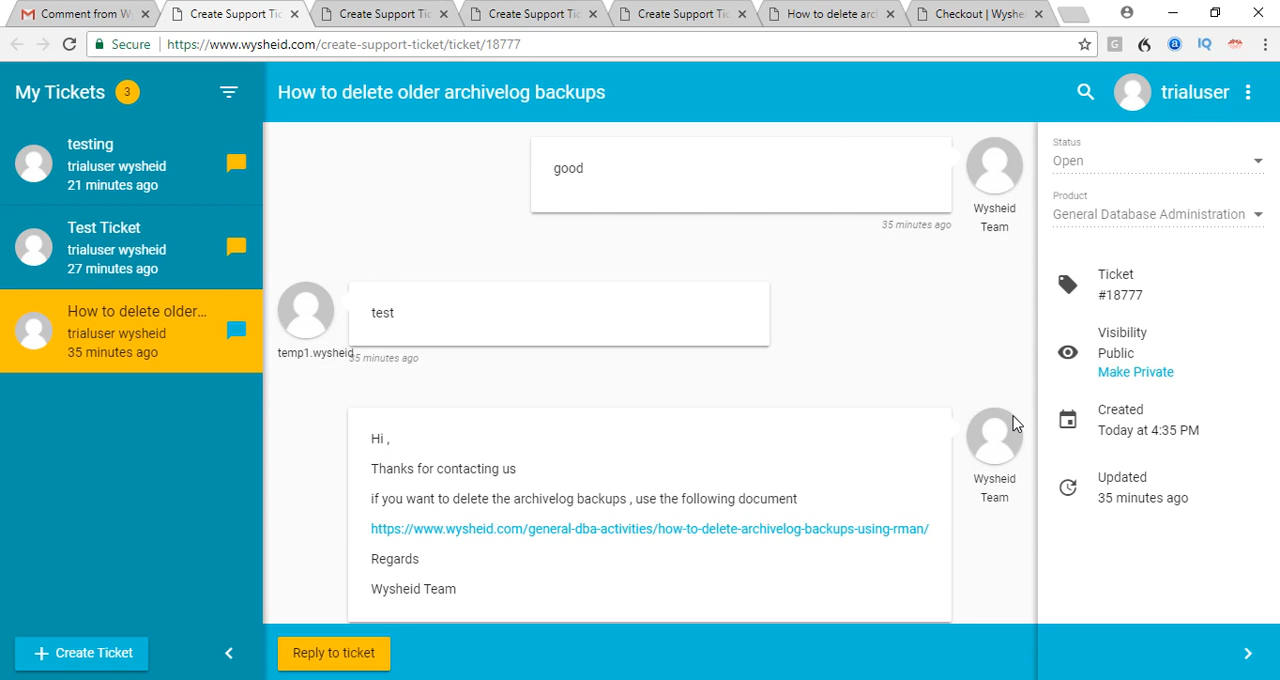 Comment from Wy
Create Support Tic
Create Support Tic
Create Support Tic
Create Support Tic
How to delete arc
Checkout | Wyshe
Secure
https://www.wysheid.com/create-support-ticket/ticket/18777
My Tickets 3
How to delete older archivelog backups
trialuser
testing
trialuser wysheid
21 minutes ago
Test Ticket
trialuser wysheid
27 minutes ago
How to delete older...
trialuser wysheid
35 minutes ago
good
Wysheid
Team
35 minutes ago
test
temp1.wysheid
35 minutes ago
Hi ,
Thanks for contacting us
if you want to delete the archivelog backups , use the following document
https://www.wysheid.com/general-dba-activities/how-to-delete-archivelog-backups-using-rman/
Regards
Wysheid Team
Wysheid
Team
Status
Open
Product
General Database Administration
Ticket
#18777
Visibility
Public
Make Private
Created
Today at 4:35 PM
Updated
35 minutes ago
+ Create Ticket
Reply to ticket